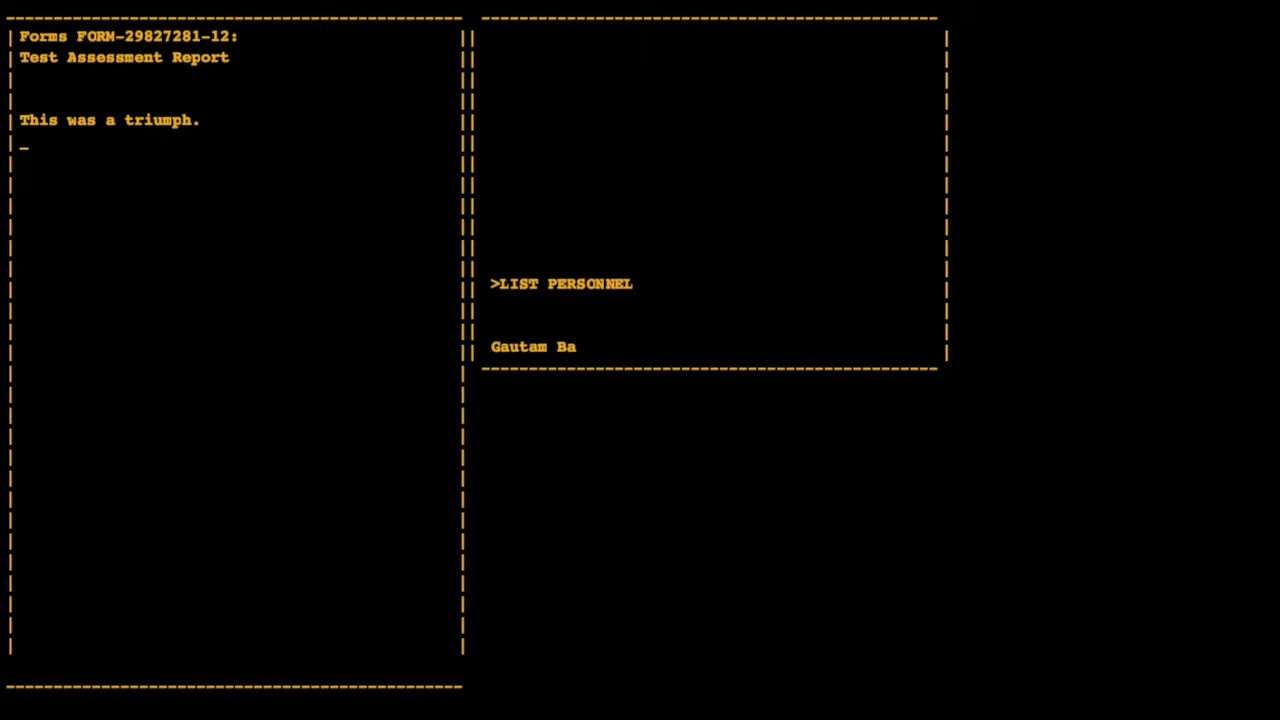 Forms FORM-29827281-12:
Test Assessment Report
This was a triumph.
_
>LIST PERSONNEL
Gautam Ba